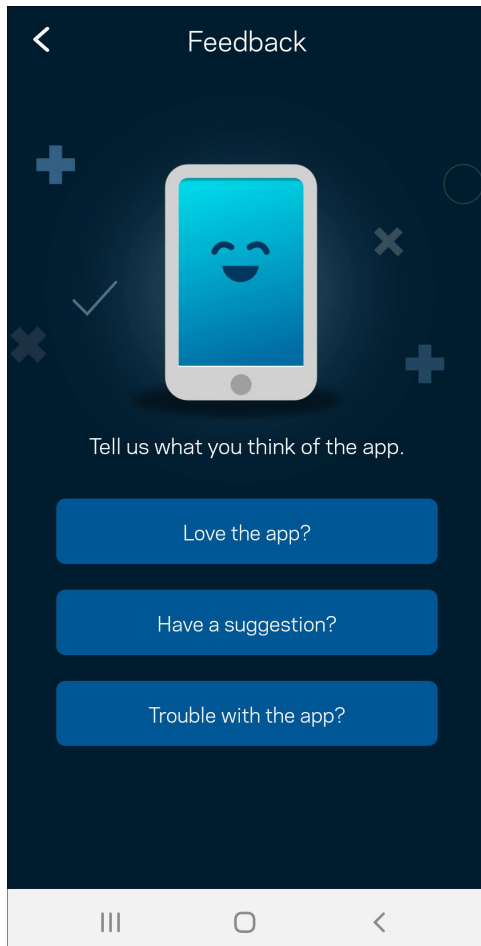 Feedback
Tell us what you think of the app.
Love the app?
Have a suggestion?
Trouble with the app?